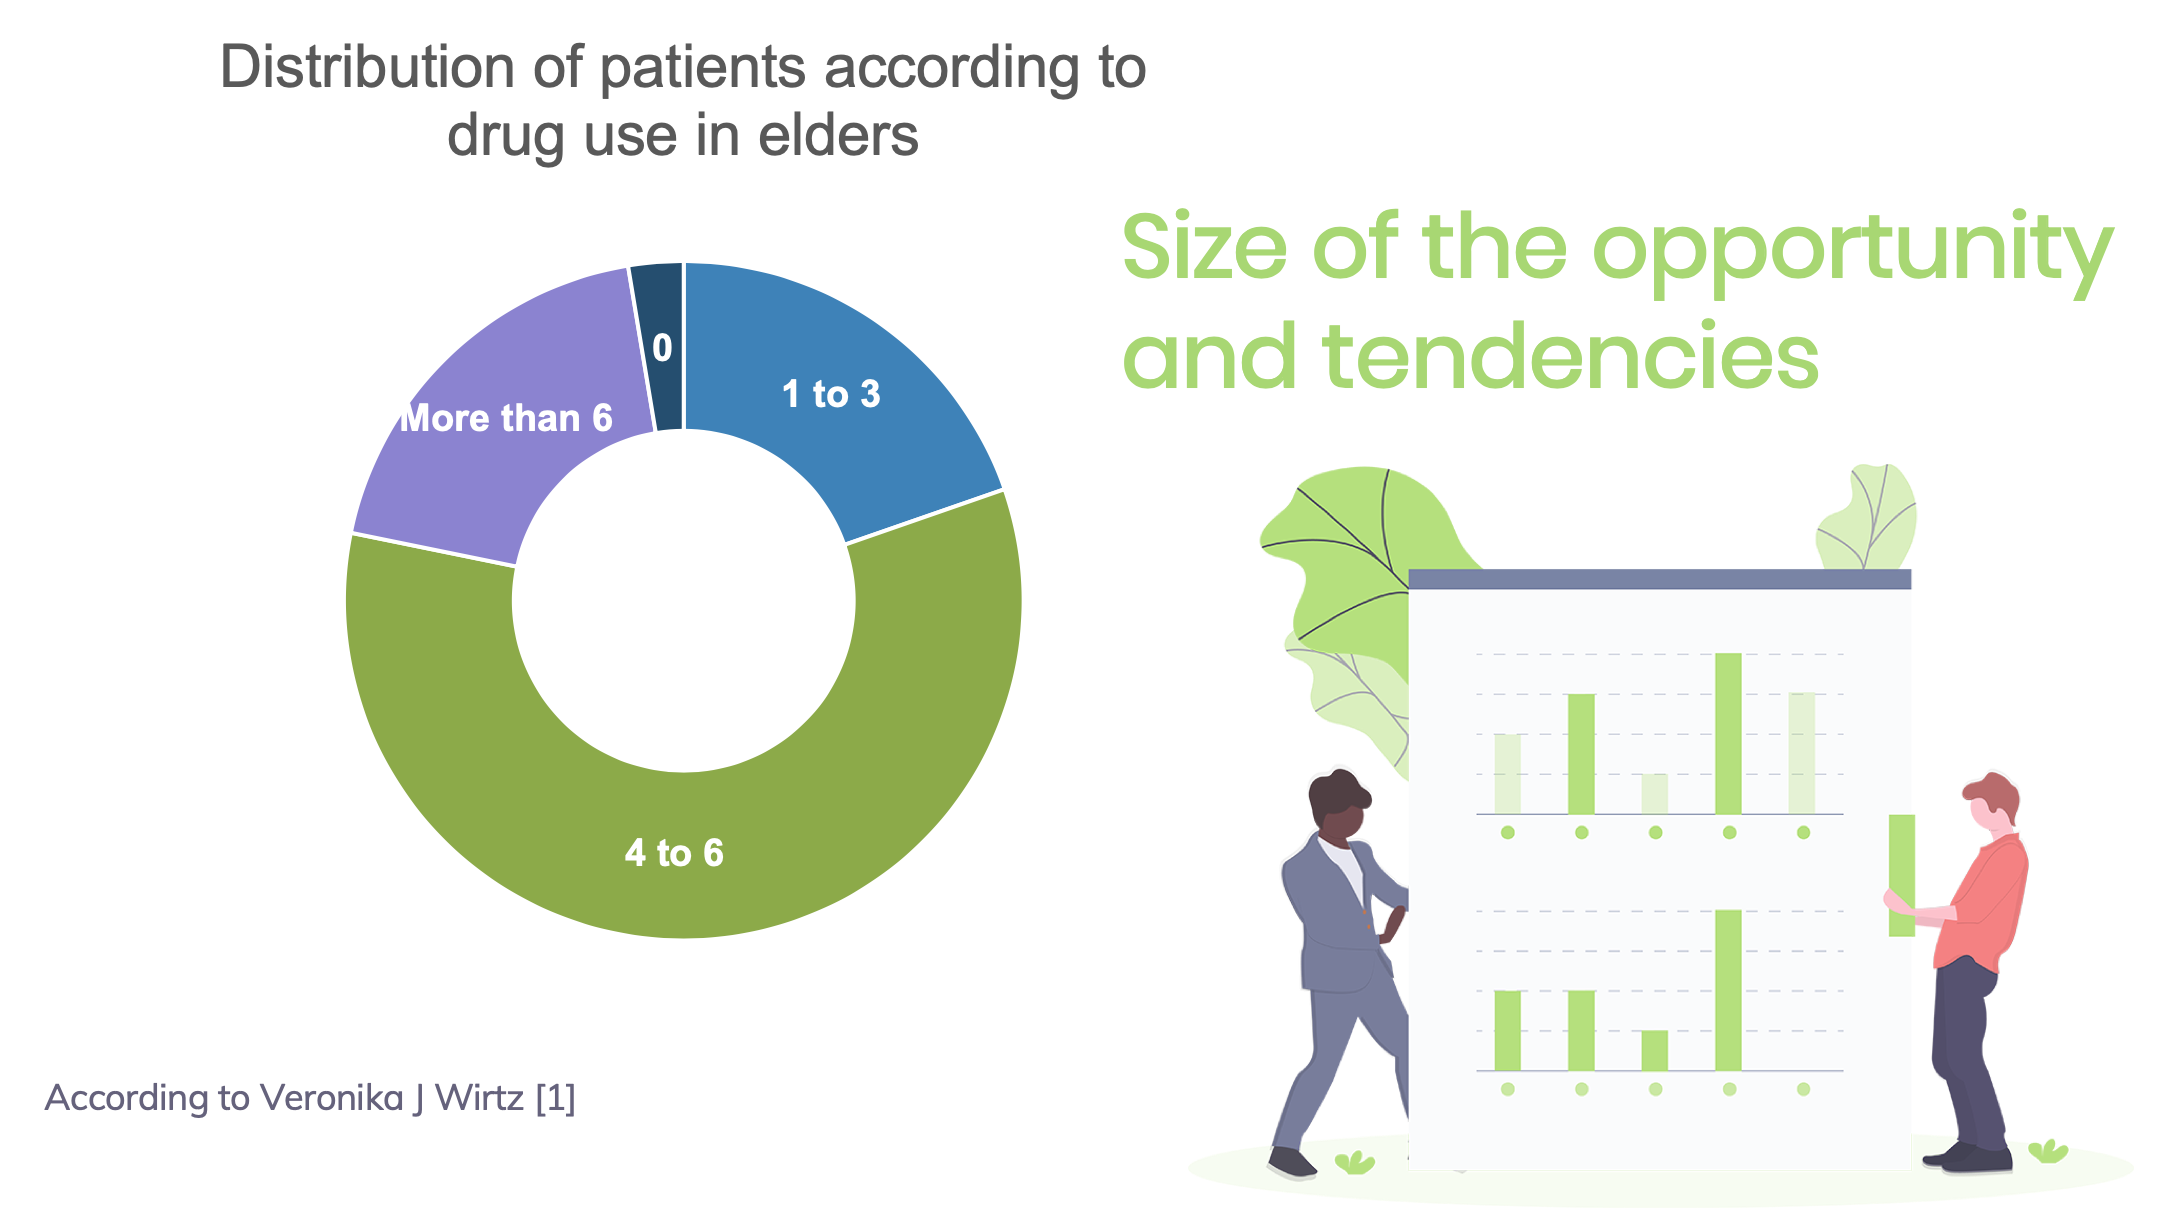 Distribution of patients according to
drug use in elders
Size of the opportunity
and tendencies
0
1 to 3
More than 6
4 to 6
According to Veronika J Wirtz [1]